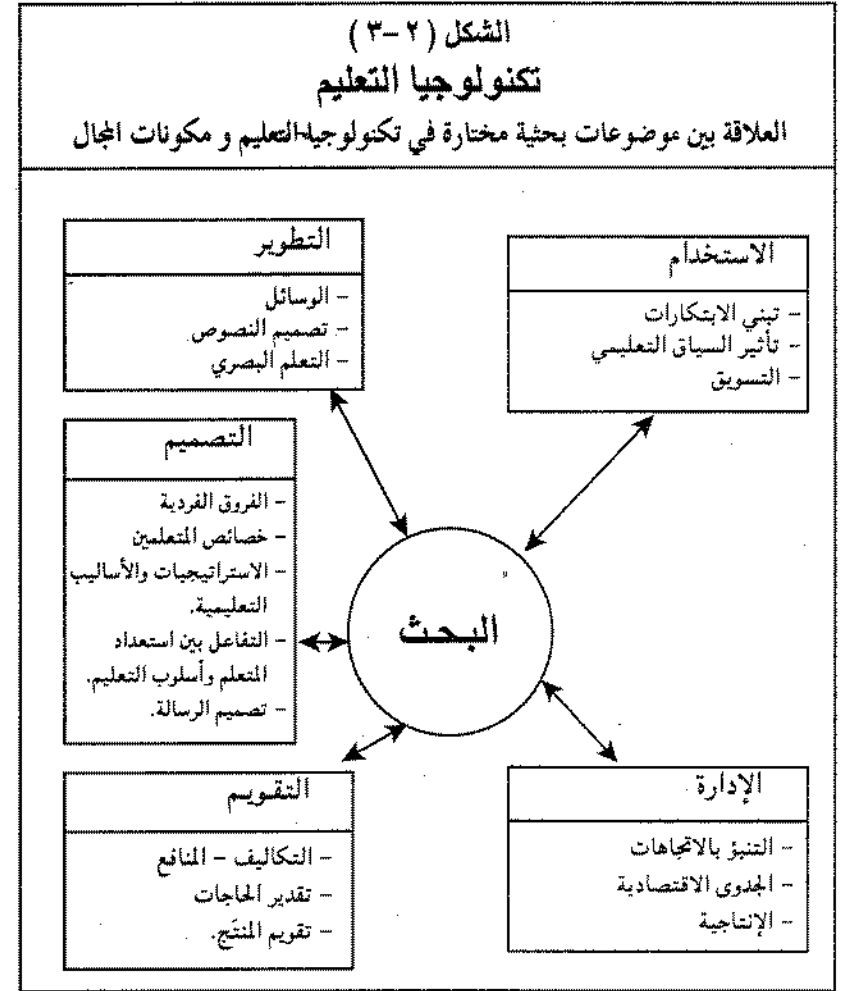 الشكل ( ٢ -٣ )
تكنولوجيا التعليم
العلاقة بين موضوعات بحثية مختارة في تكنولوجيا التعليم و مكونات المجال
الاستخدام
- تبني الابتكارات
- تأثير السياق التعليمي
- التسويق
التطوير
- الوسائل
- تصميم النصوص
- التعلم البصري
التصميم
- الفروق الفردية
- خصائص المتعلمين
- الاستراتيجيات والأساليب
التعليمية.
- التفاعل بين استعداد
المتعلم وأسلوب التعليم.
- تصميم الرسالة.
البحث
الإدارة
- التنبؤ بالاتجاهات
- الجدوى الاقتصادية
- الإنتاجية
التقويم
- التكاليف - المنافع
- تقدير الحاجات
- تقويم المنتَج.